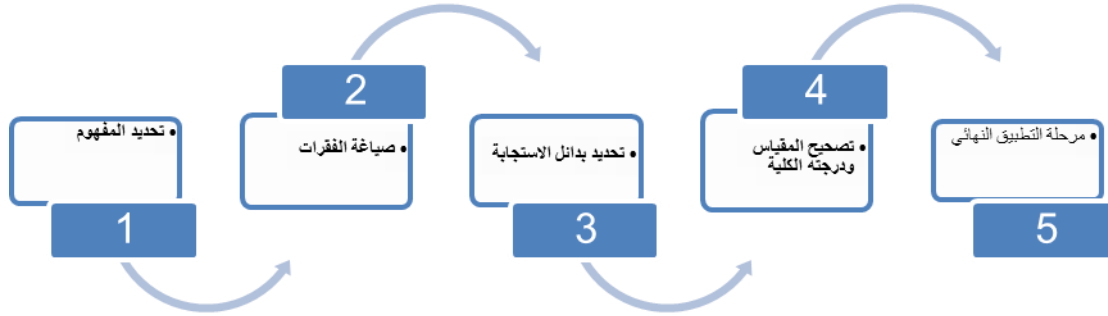 1
• تحديد المفهوم
2
• صياغة الفقرات
3
• تحديد بدائل الاستجابة
4
• تصحيح المقياس
ودرجته الكلية
5
• مرحلة التطبيق النهائي